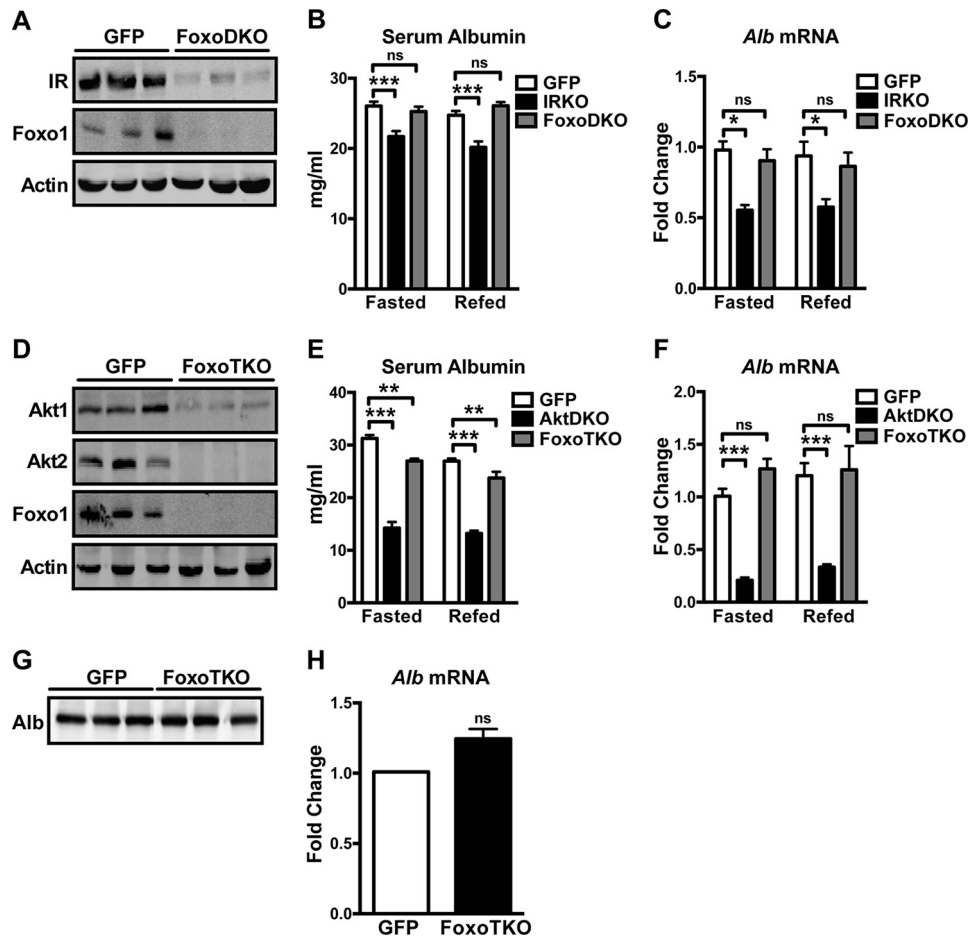 A
GFP FoxoDKO
IR
Foxo1
Actin
B
Serum Albumin
ns
ns
***
***
GFP
IRKO
FoxoDKO
mg/ml
30
20
10
0
Fasted Refed
C
Alb mRNA
ns
ns
*
*
GFP
IRKO
FoxoDKO
Fold Change
1.5
1.0
0.5
0.0
Fasted Refed
D
GFP FoxoTKO
Akt1
Akt2
Foxo1
Actin
E
Serum Albumin
**
**
***
***
GFP
AktDKO
FoxoTKO
mg/ml
40
30
20
10
0
Fasted Refed
F
Alb mRNA
ns
ns
***
***
GFP
AktDKO
FoxoTKO
Fold Change
2.0
1.5
1.0
0.5
0.0
Fasted Refed
G
GFP FoxoTKO
Alb
H
Alb mRNA
ns
Fold Change
1.5
1.0
0.5
0.0
GFP FoxoTKO